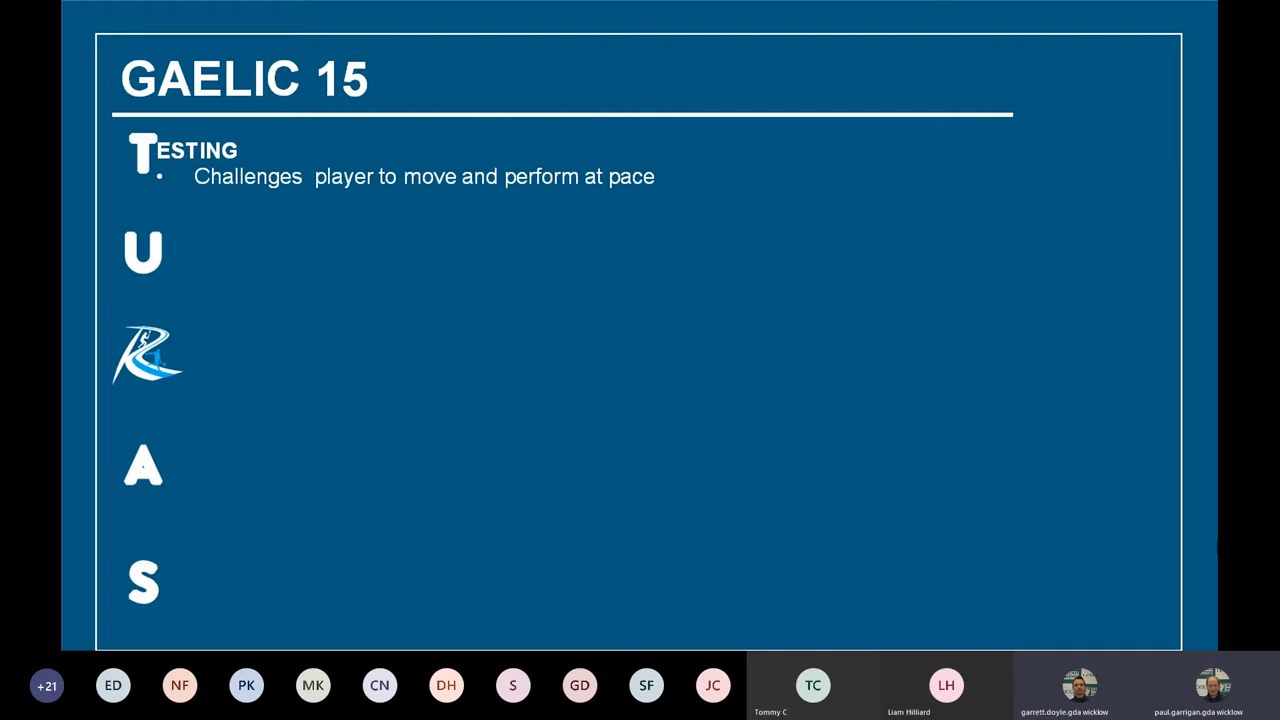 GAELIC 15
TESTING
• Challenges player to move and perform at pace
U
R
A
S
+21 ED NF PK MK CN DH S GD SF JC TC LH
Tommy C Liam Hilliard garrett.doyle.gda wicklow paul.garrigan.gda wicklow